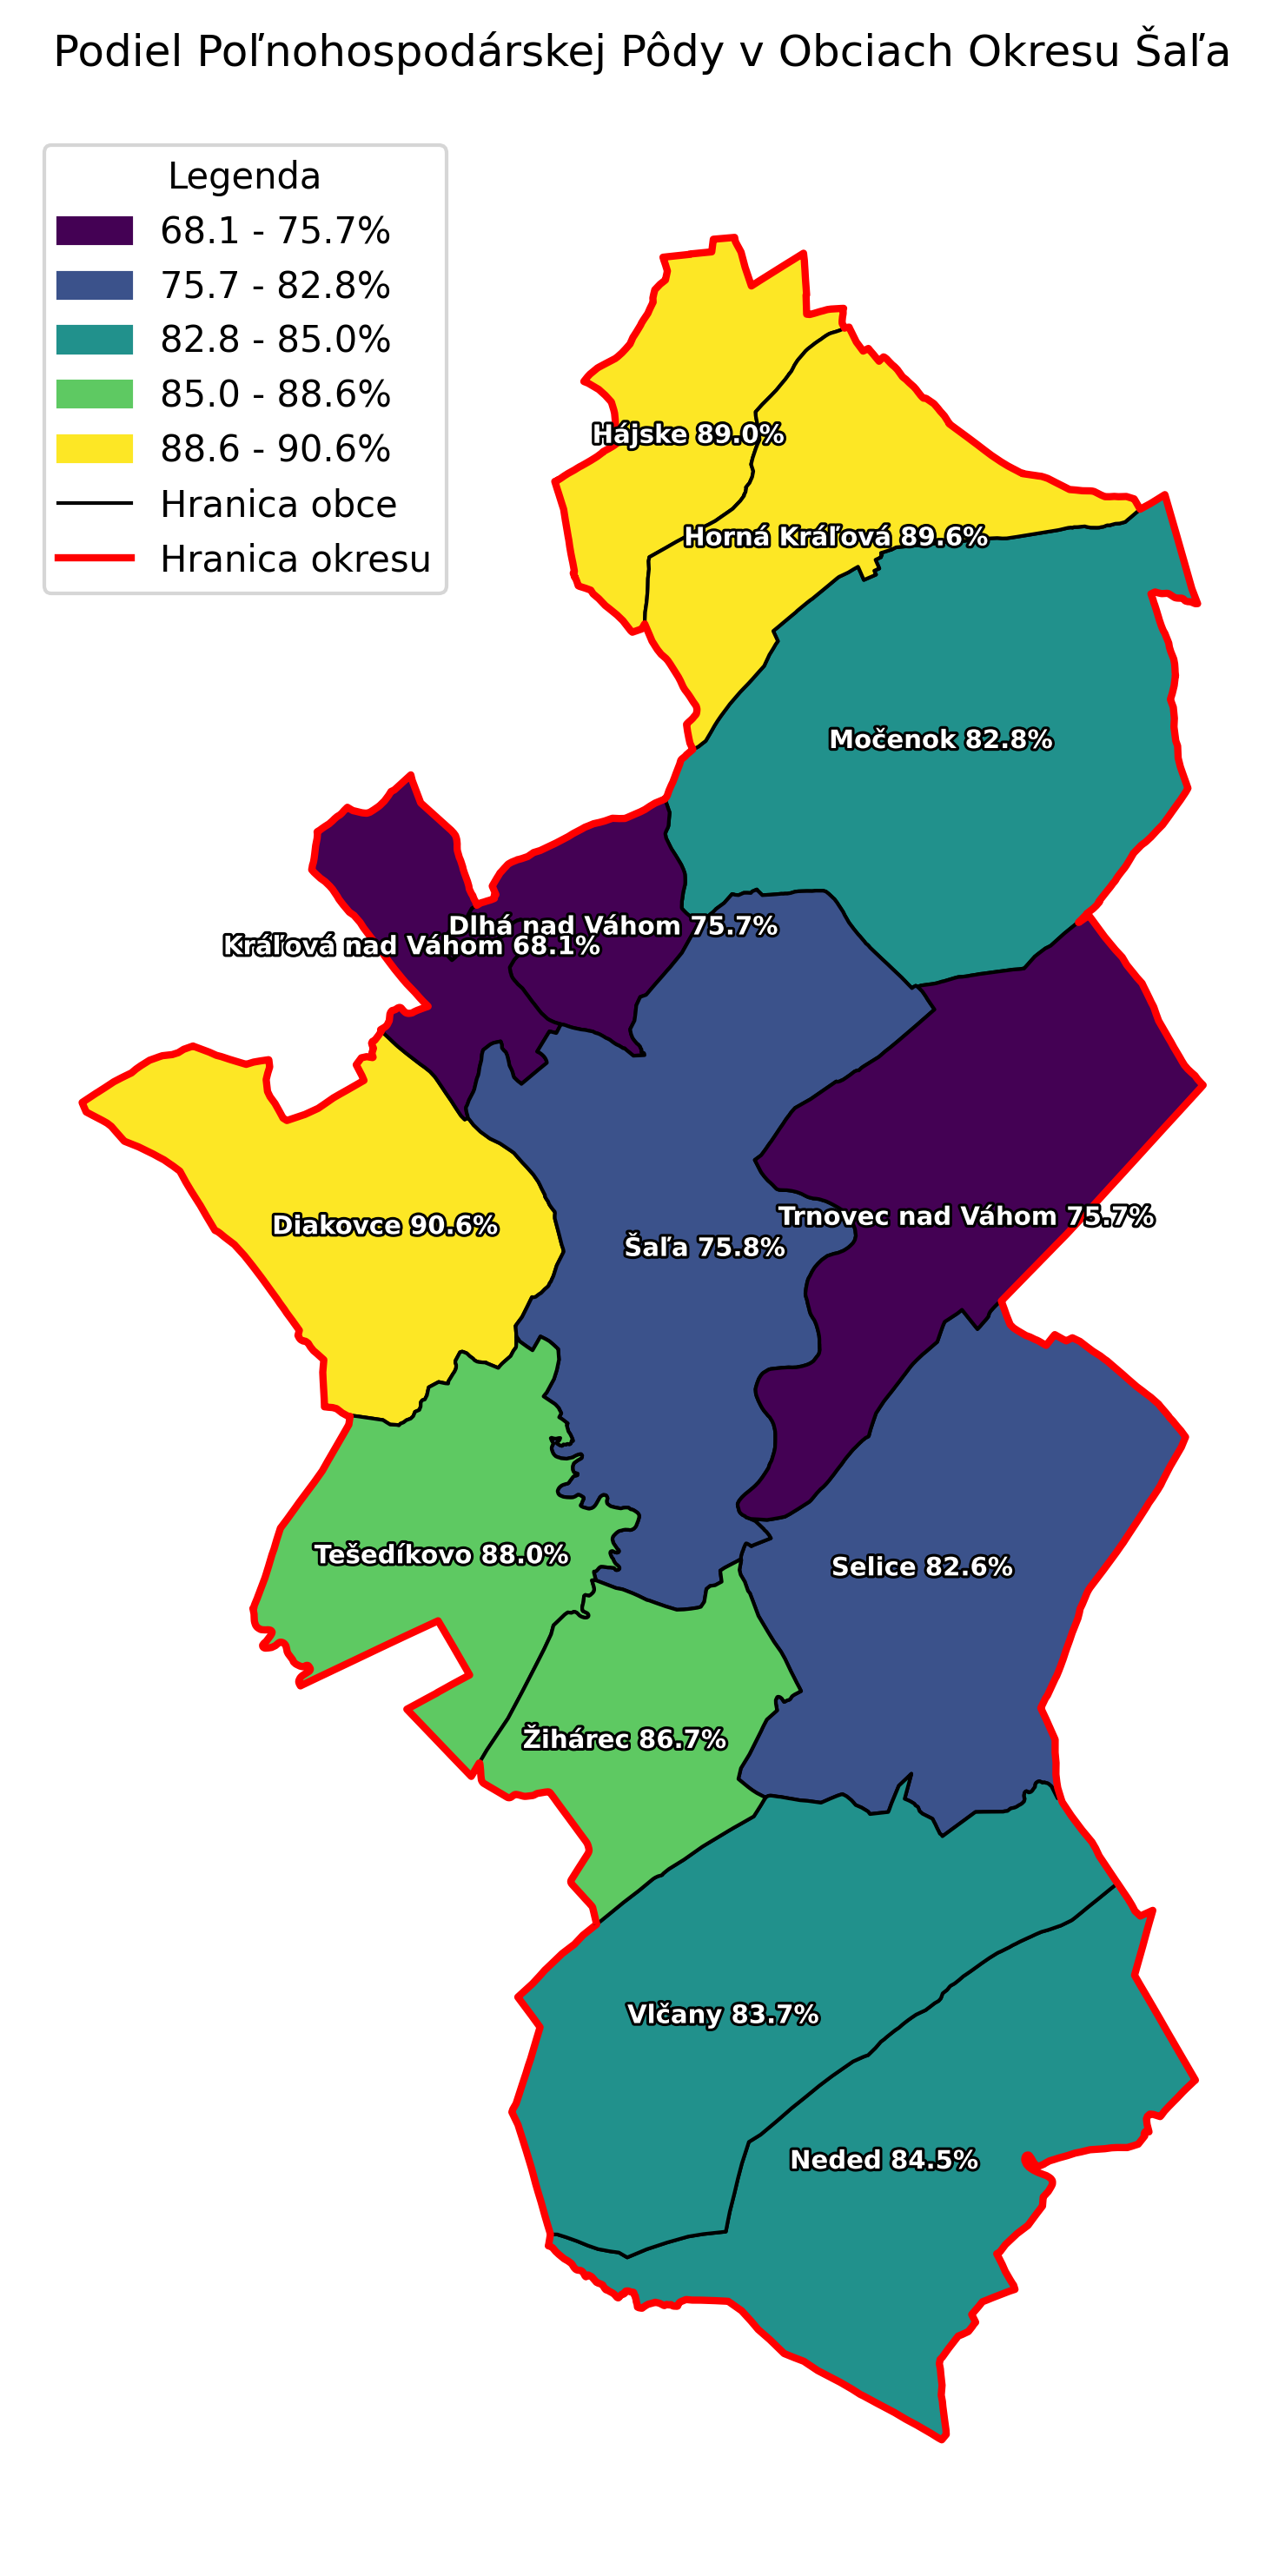 Podiel Poľnohospodárskej Pôdy v Obciach Okresu Šaľa
Legenda
68.1 - 75.7%
75.7 - 82.8%
82.8 - 85.0%
85.0 - 88.6%
88.6 - 90.6%
Hranica obce
Hranica okresu
Hájske 89.0%
Horná Kráľová 89.6%
Močenok 82.8%
Dlhá nad Váhom 75.7%
Kráľová nad Váhom 68.1%
Trnovec nad Váhom 75.7%
Diakovce 90.6%
Šaľa 75.8%
Tešedíkovo 88.0%
Selice 82.6%
Žihárec 86.7%
Vlčany 83.7%
Neded 84.5%